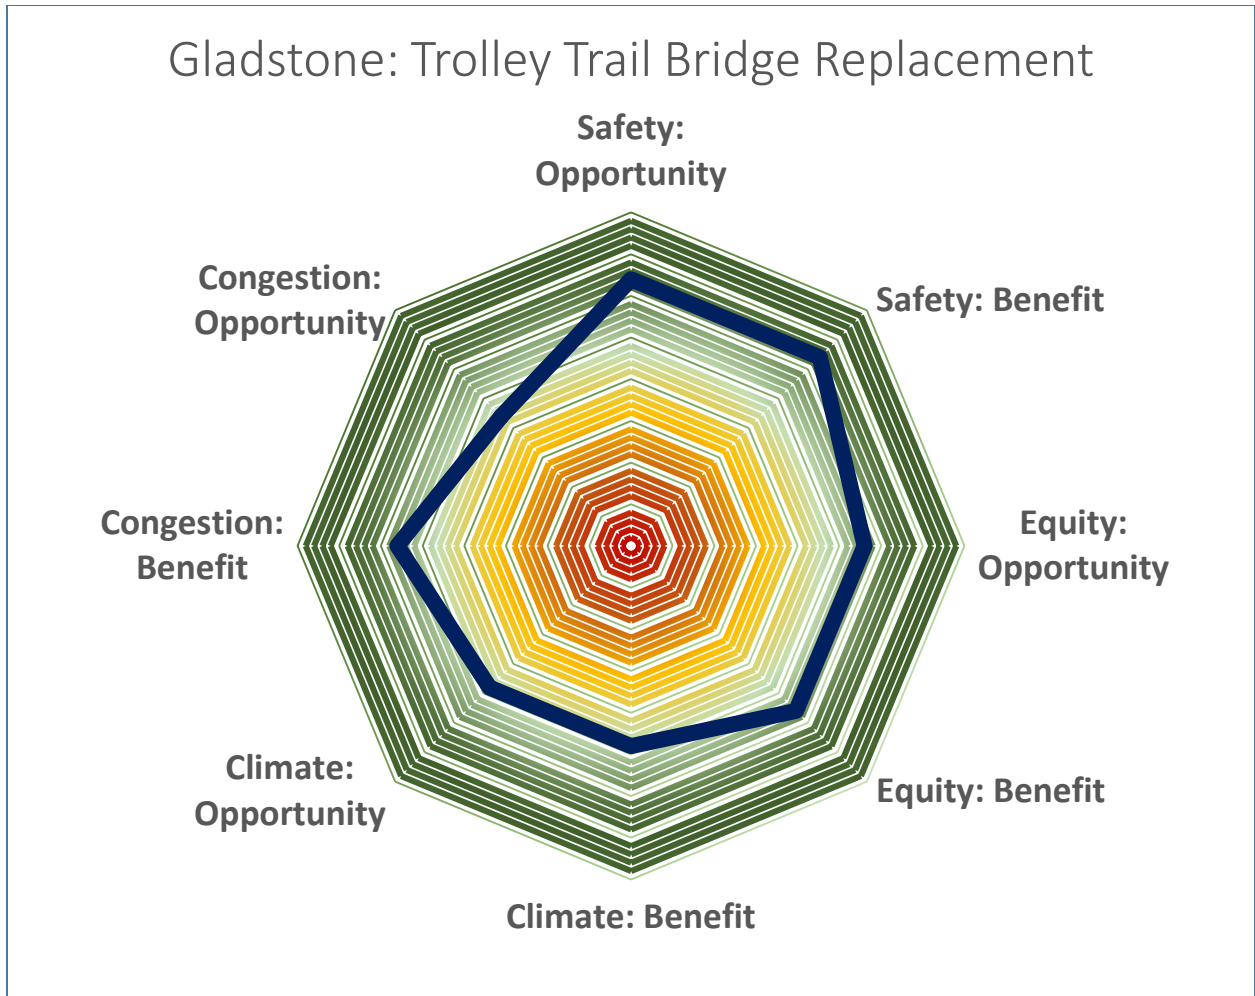 Gladstone: Trolley Trail Bridge Replacement
Safety:
Opportunity
Safety: Benefit
Equity:
Opportunity
Equity: Benefit
Climate: Benefit
Climate:
Opportunity
Congestion:
Benefit
Congestion:
Opportunity